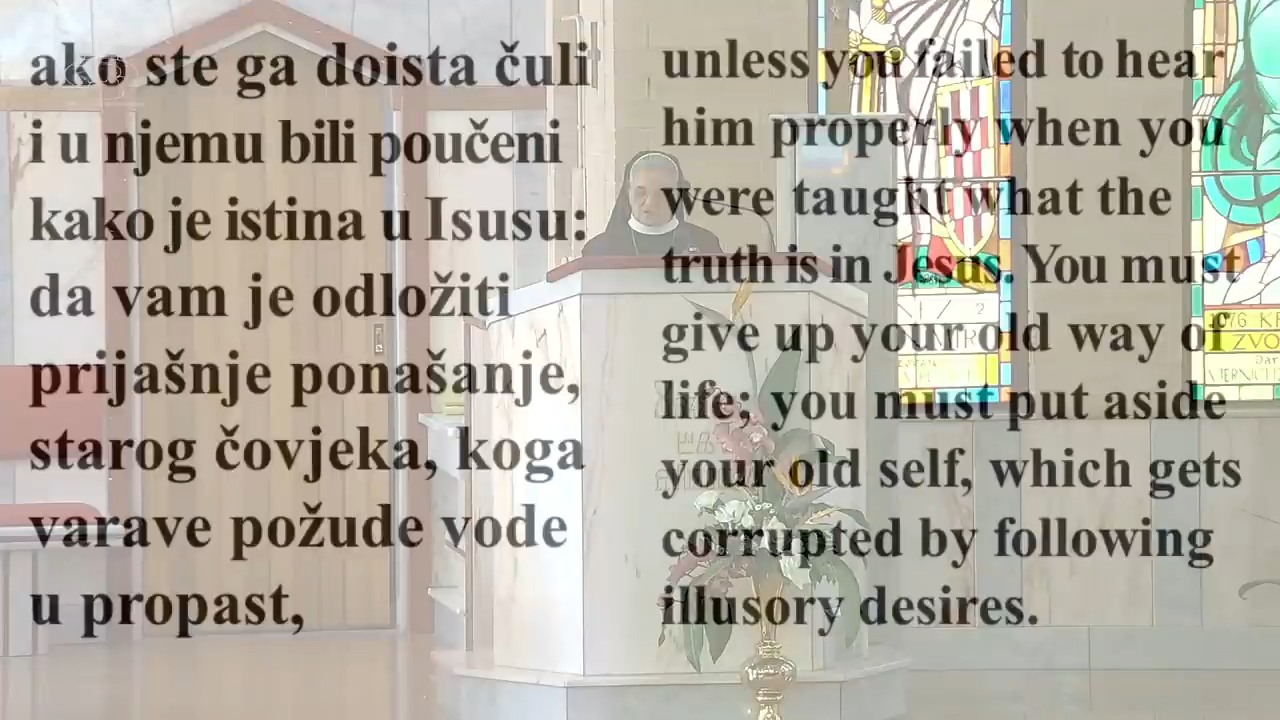 ako ste ga doista čuli
i u njemu bili poučeni
kako je istina u Isusu:
da vam je odložiti
prijašnje ponašanje,
starog čovjeka, koga
varave požude vode
u propast,
unless you failed to hear
him properly when you
were taught what the
truth is in Jesus. You must
give up your old way of
life; you must put aside
your old self, which gets
corrupted by following
illusory desires.